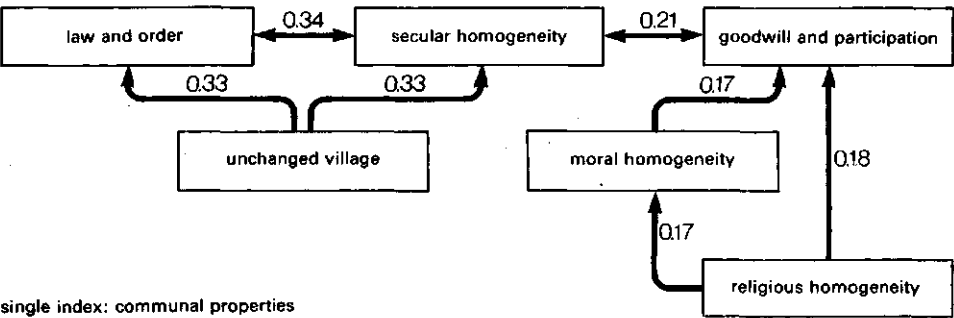 0.34
0.21
law and order
secular homogeneity
goodwill and participation
0.33
0.33
0.17
unchanged village
moral homogeneity
0.18
0.17
religious homogeneity
single index: communal properties